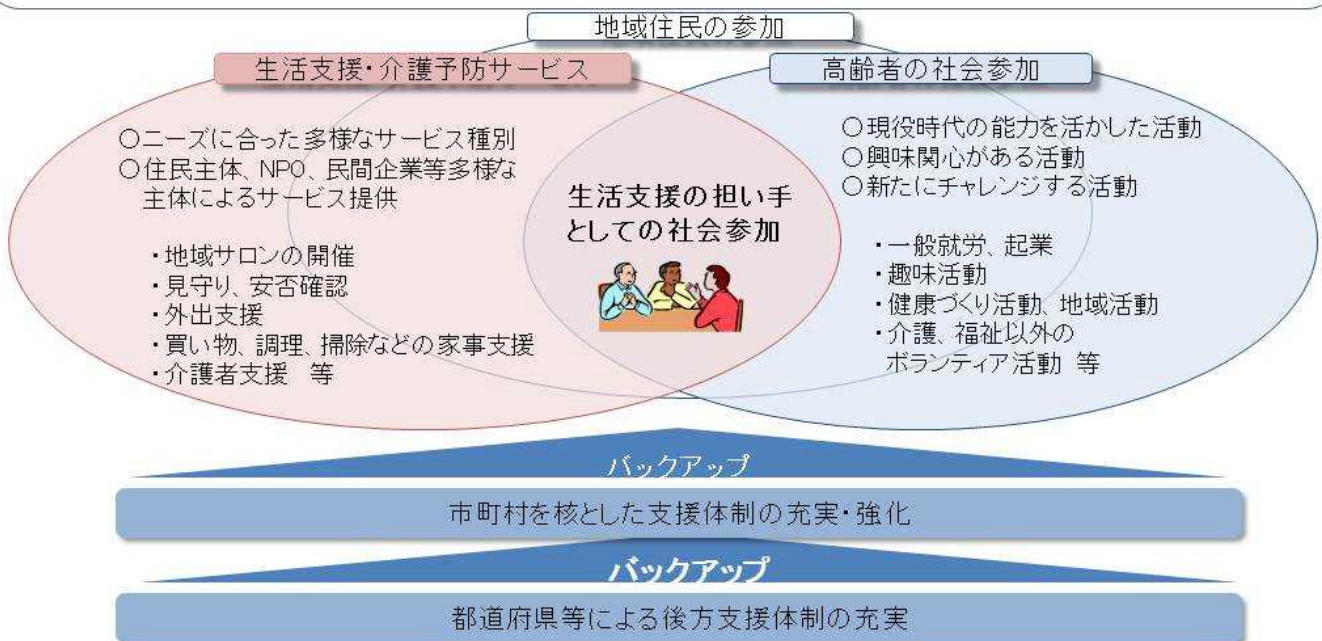 地域住民の参加
生活支援・介護予防サービス
○ニーズに合った多様なサービス種別
○住民主体、NPO、民間企業等多様な
主体によるサービス提供
・地域サロンの開催
・見守り、安否確認
・外出支援
・買い物、調理、掃除などの家事支援
・介護者支援 等
生活支援の担い手
としての社会参加
高齢者の社会参加
○現役時代の能力を活かした活動
○興味関心がある活動
○新たにチャレンジする活動
・一般就労、起業
・趣味活動
・健康づくり活動、地域活動
・介護、福祉以外の
ボランティア活動 等
バックアップ
市町村を核とした支援体制の充実・強化
バックアップ
都道府県等による後方支援体制の充実